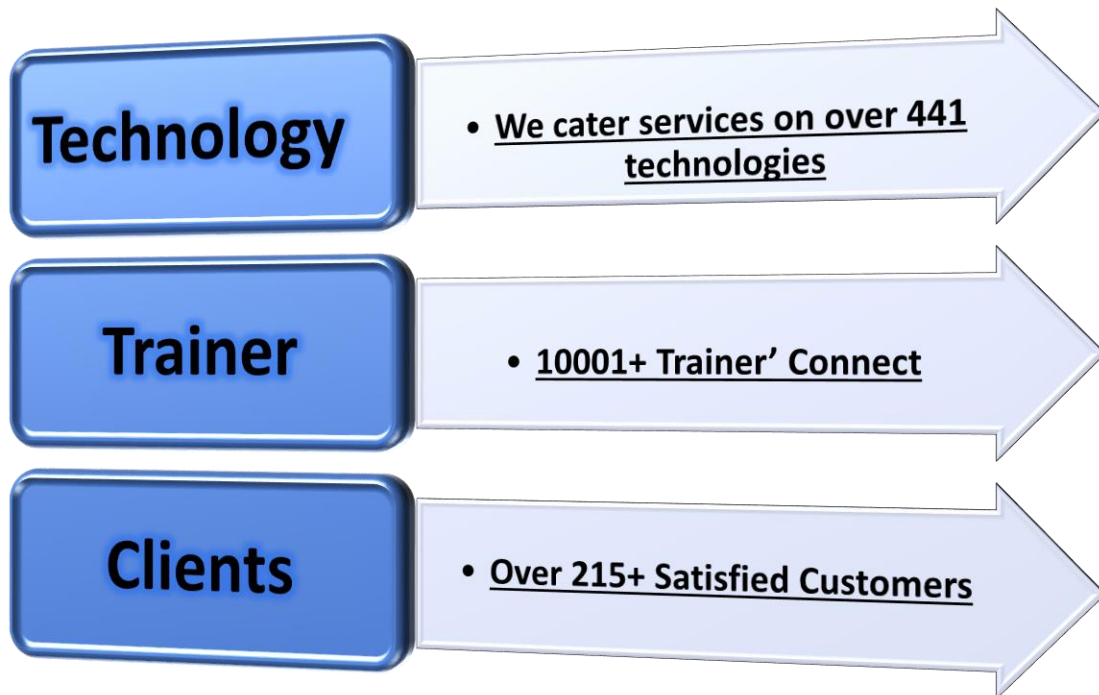 Technology
• We cater services on over 441
technologies
Trainer
• 10001+ Trainer’ Connect
Clients
• Over 215+ Satisfied Customers